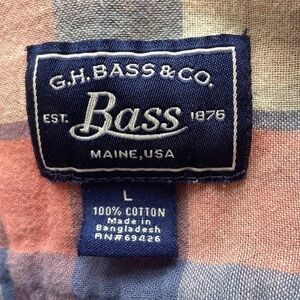 G.H. BASS & CO.
EST. Bass 1876
MAINE, USA
L
100% COTTON
Made in
Bangladesh
RN#69426